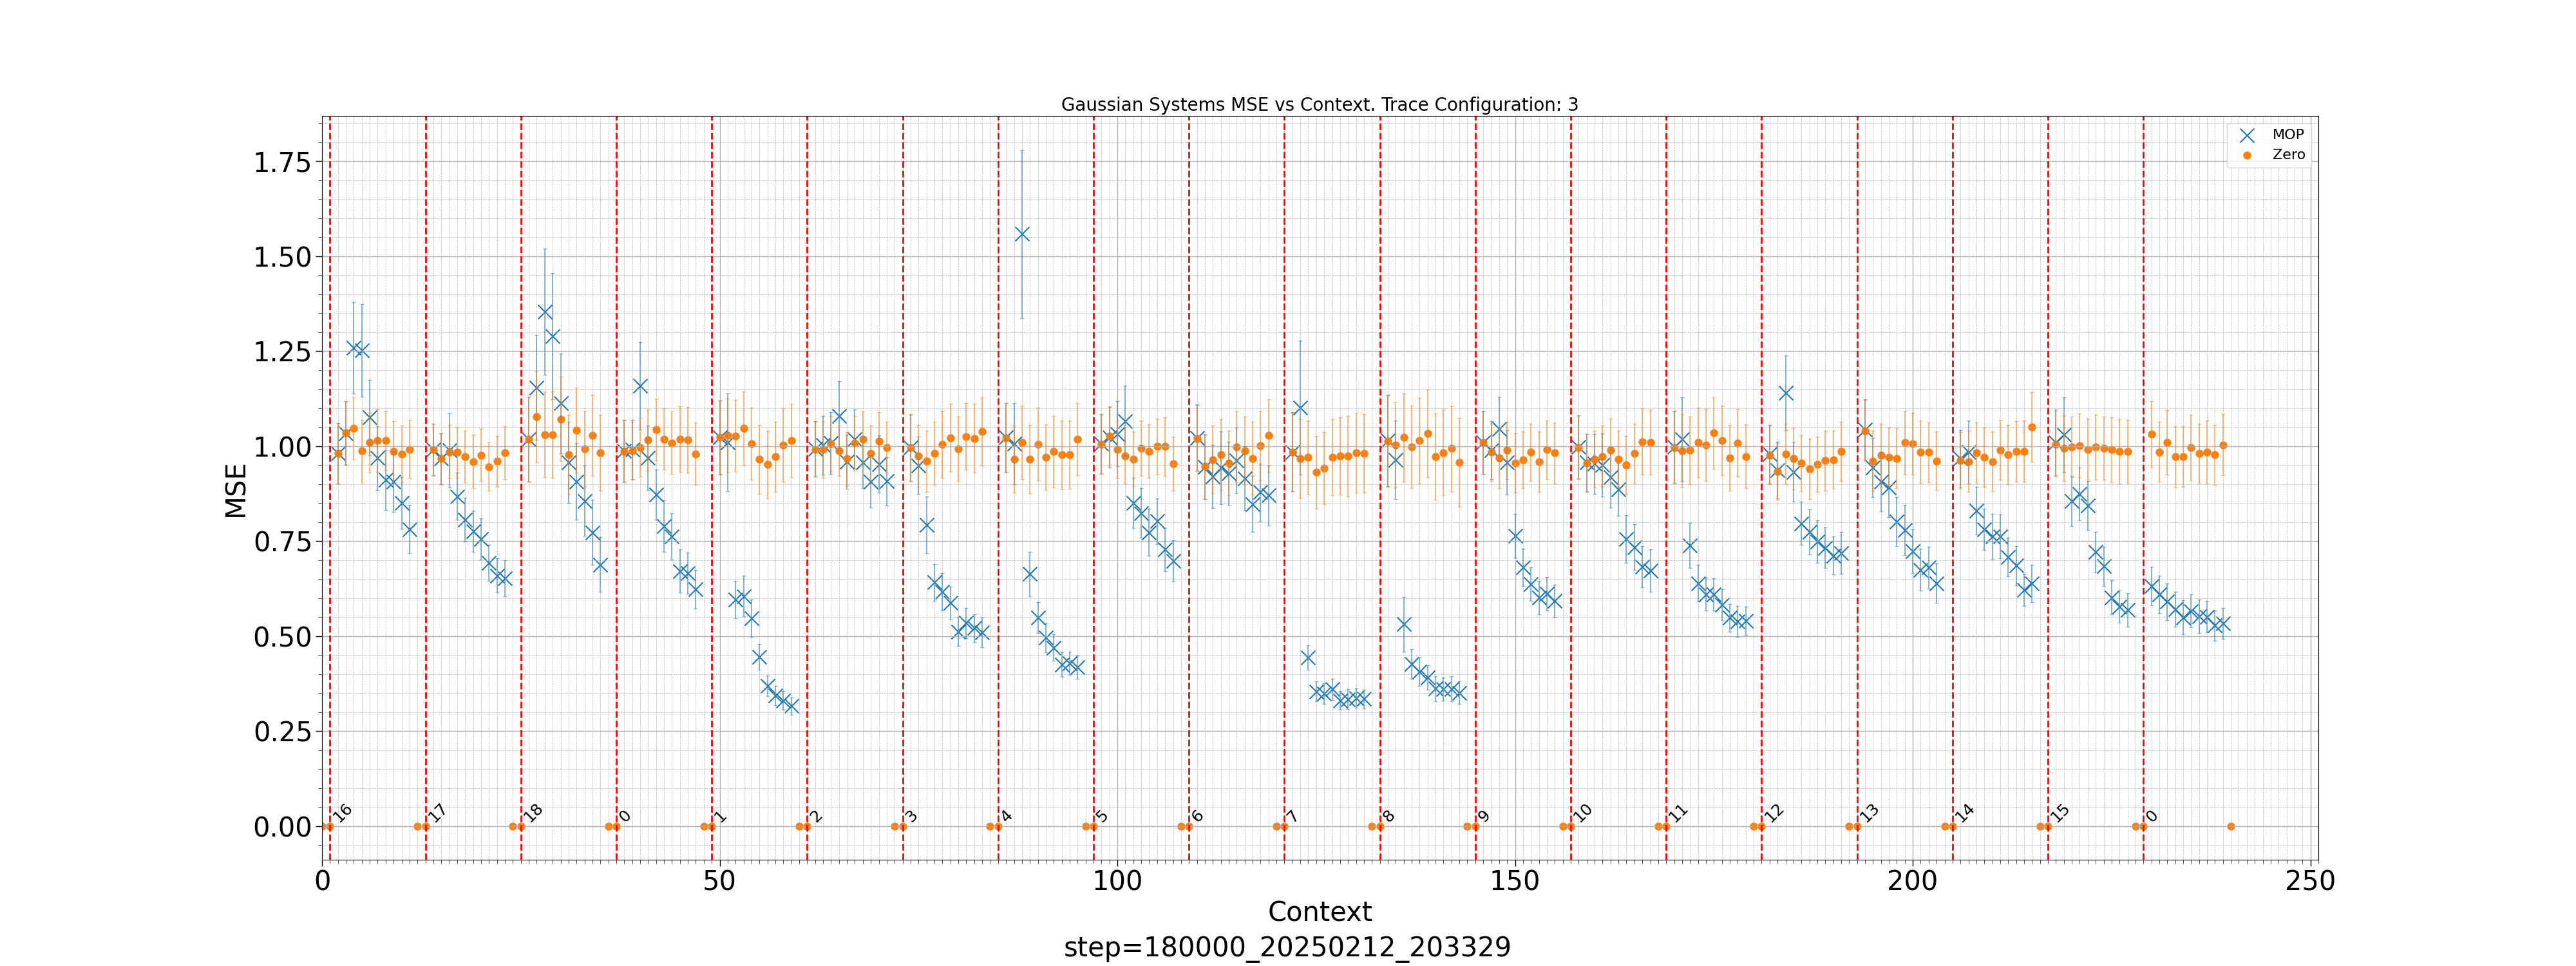 Gaussian Systems MSE vs Context. Trace Configuration: 3
MOP
Zero
MSE
1.75
1.50
1.25
1.00
0.75
0.50
0.25
0.00
16 17 18 0 1 2 3 4 5 6 7 8 9 10 11 12 13 14 15 0
0 50 100 150 200 250
Context
step=180000_20250212_203329